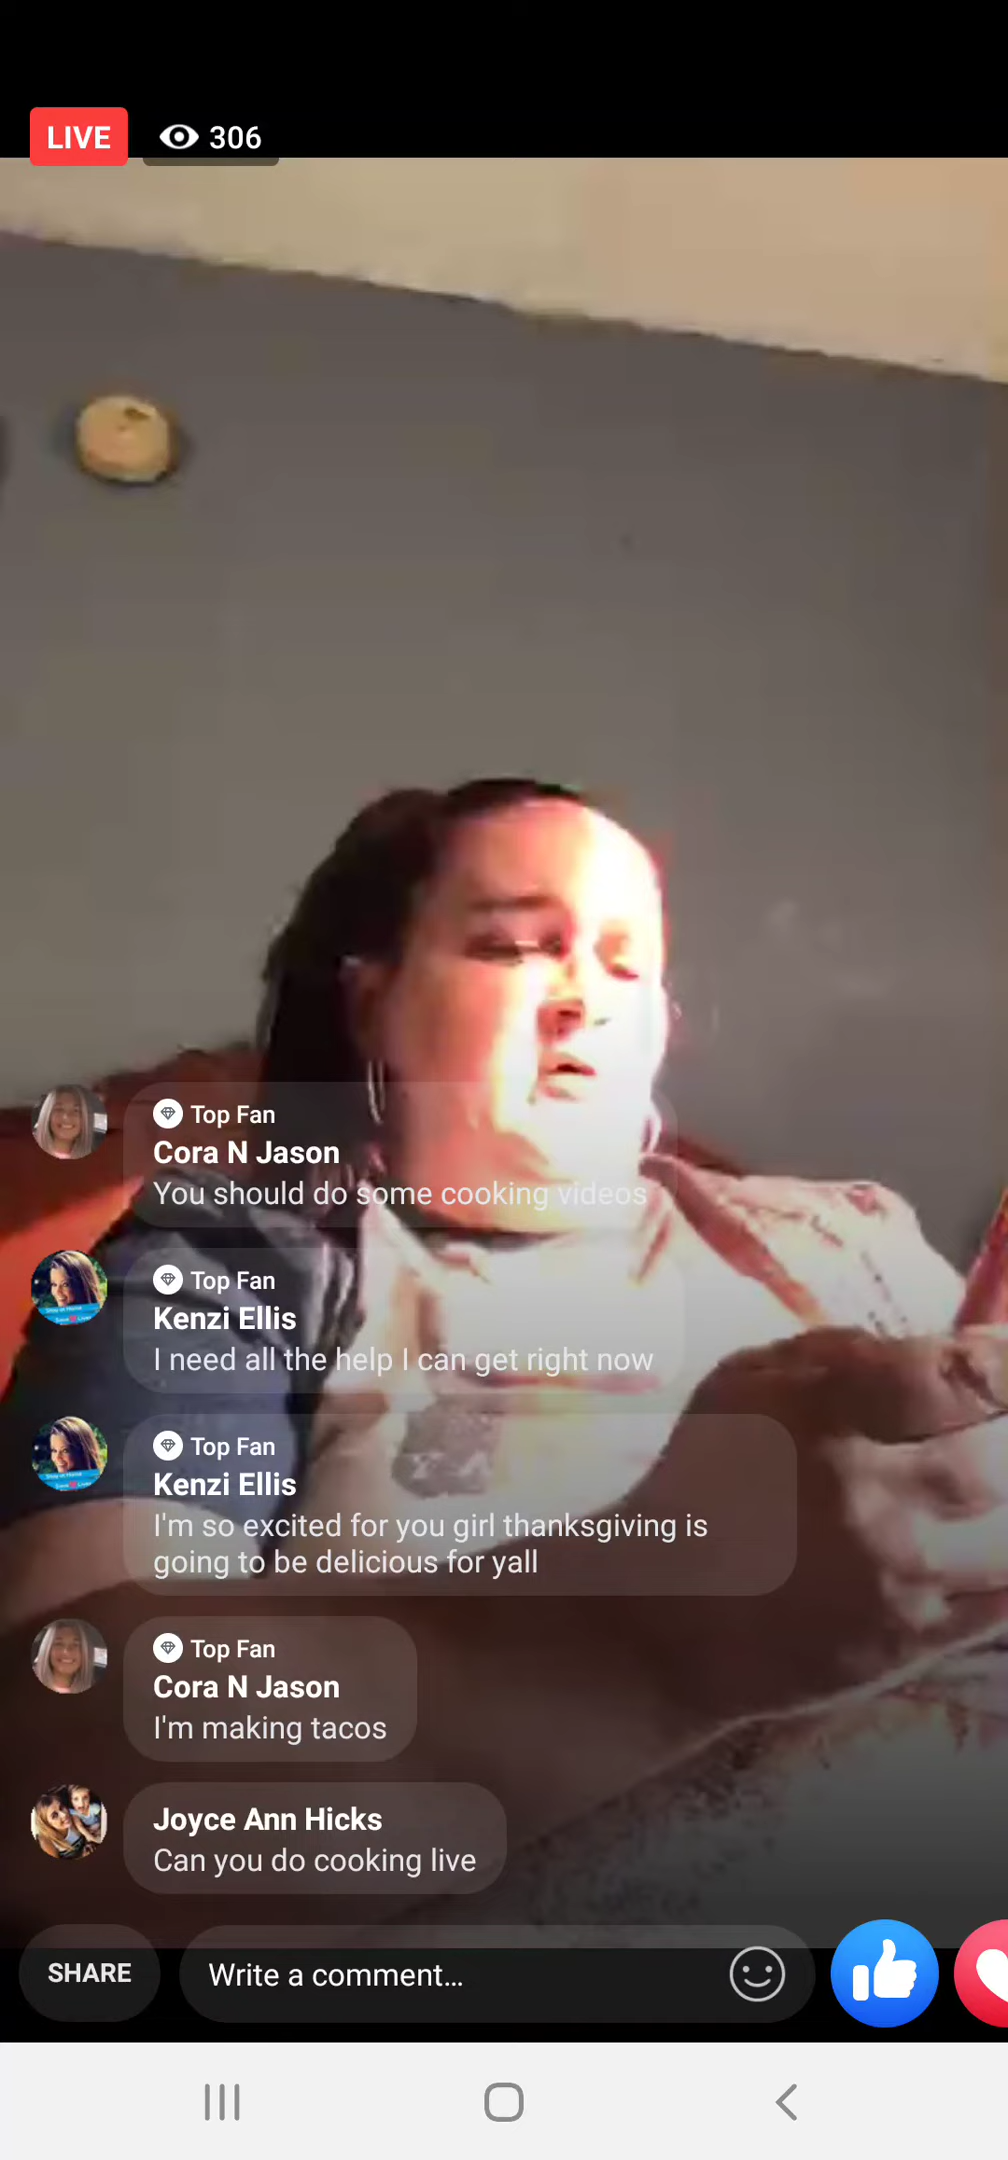 LIVE 306
Top Fan
Cora N Jason
You should do some cooking videos
Top Fan
Kenzi Ellis
I need all the help I can get right now
Top Fan
Kenzi Ellis
I'm so excited for you girl thanksgiving is
going to be delicious for yall
Top Fan
Cora N Jason
I'm making tacos
Joyce Ann Hicks
Can you do cooking live
SHARE
Write a comment...